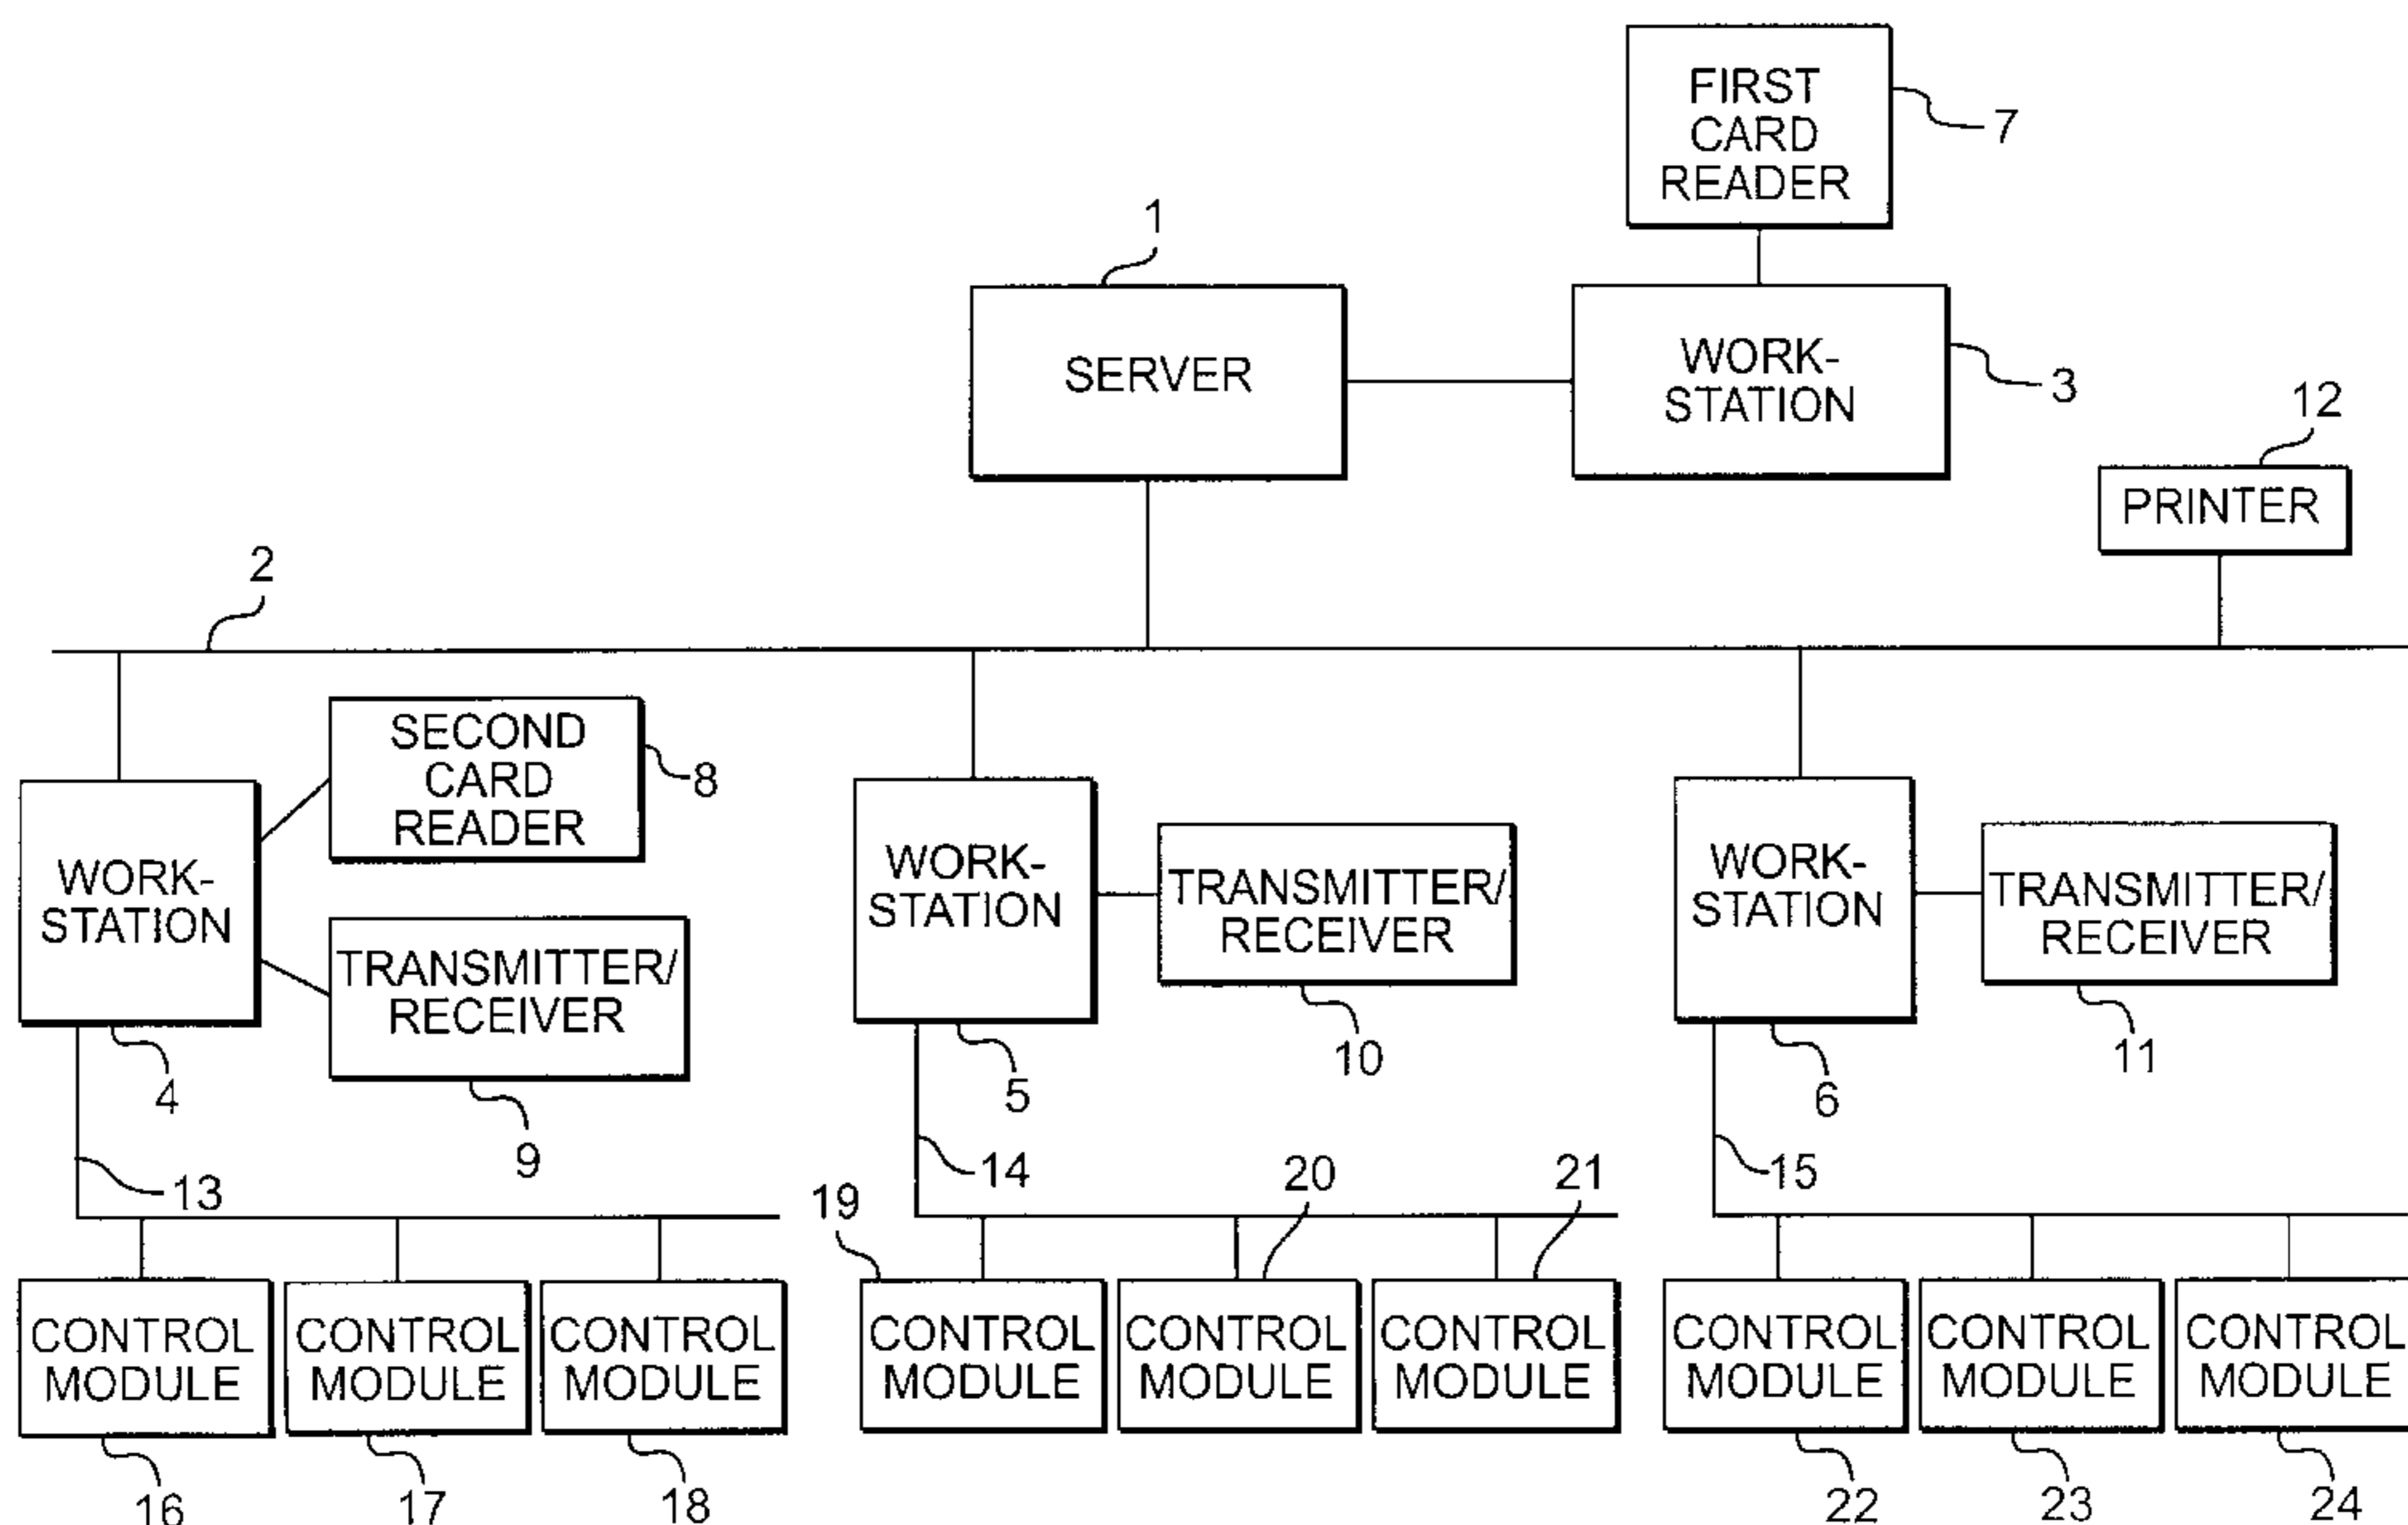 FIRST
CARD
READER
7
1
SERVER
WORK-
STATION
3
12
PRINTER
2
SECOND
CARD
READER
8
WORK-
STATION
TRANSMITTER/
RECEIVER
4
9
WORK-
STATION
TRANSMITTER/
RECEIVER
5
10
WORK-
STATION
TRANSMITTER/
RECEIVER
6
11
13
14
15
19
20
21
CONTROL
MODULE
CONTROL
MODULE
CONTROL
MODULE
CONTROL
MODULE
CONTROL
MODULE
CONTROL
MODULE
CONTROL
MODULE
CONTROL
MODULE
CONTROL
MODULE
16
17
18
22
23
24